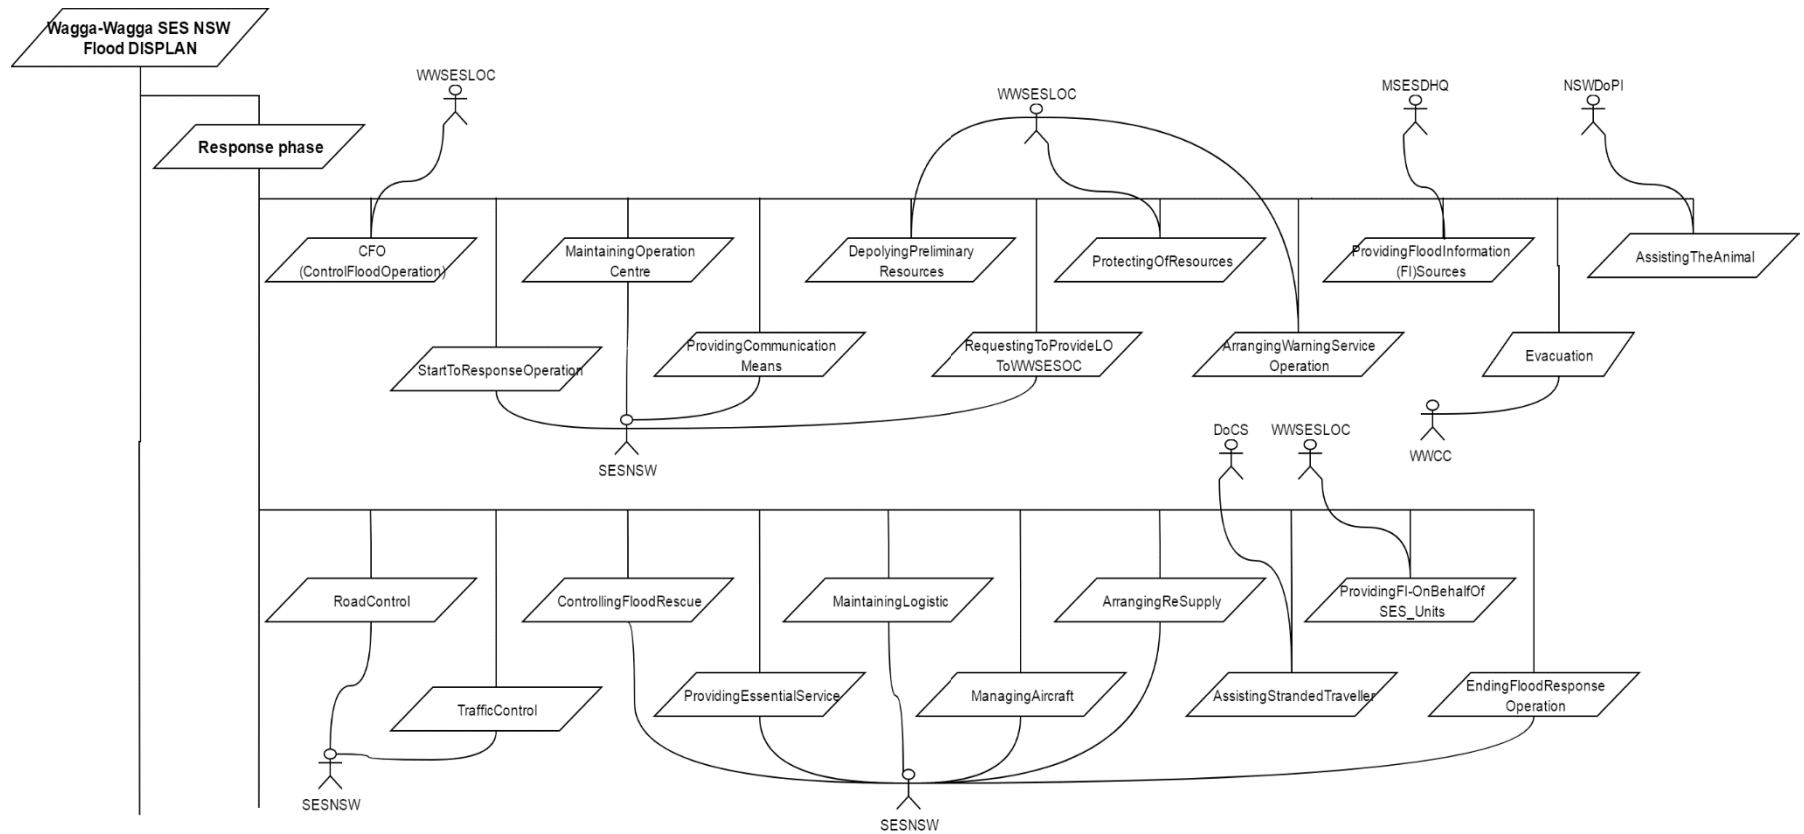 Wagga-Wagga SES NSW
Flood DISPLAN
WWSESLOC
WWSESLOC
MSESDHQ
NSWDoPI
Response phase
CFO
(ControlFloodOperation)
MaintainingOperation
Centre
DepolyingPreliminary
Resources
ProtectingOfResources
ProvidingFloodInformation
(FI)Sources
AssistingTheAnimal
StartToResponseOperation
ProvidingCommunication
Means
RequestingToProvideLO
ToWWSESOC
ArrangingWarningService
Operation
Evacuation
SESNSW
DoCS
WWSESLOC
WWCC
RoadControl
ControllingFloodRescue
MaintainingLogistic
ArrangingReSupply
ProvidingFI-OnBehalfOf
SES_Units
TrafficControl
ProvidingEssentialService
ManagingAircraft
AssistingStrandedTraveller
EndingFloodResponse
Operation
SESNSW
SESNSW